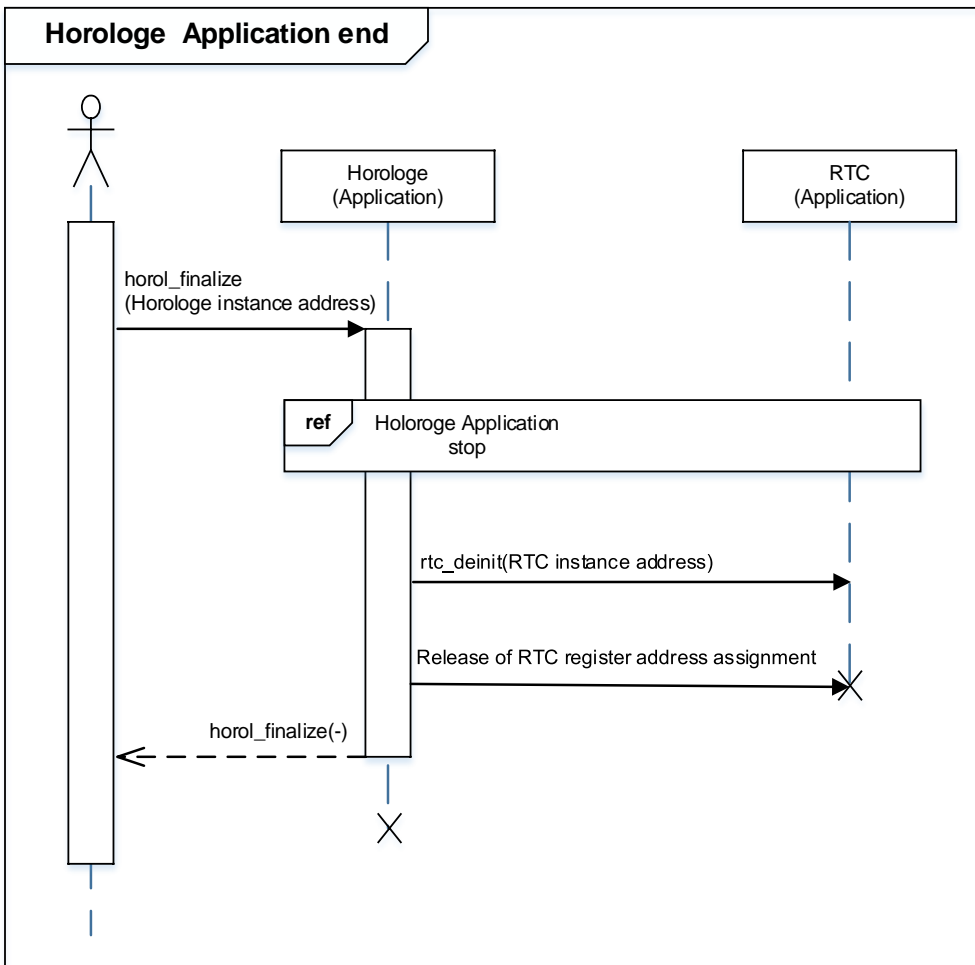 Horologe  Application end
Horologe
(Application)
RTC
(Application)
horol_finalize
(Horologe instance address)
ref
Holoroge Application
stop
rtc_deinit(RTC instance address)
Release of RTC register address assignment
horol_finalize(-)